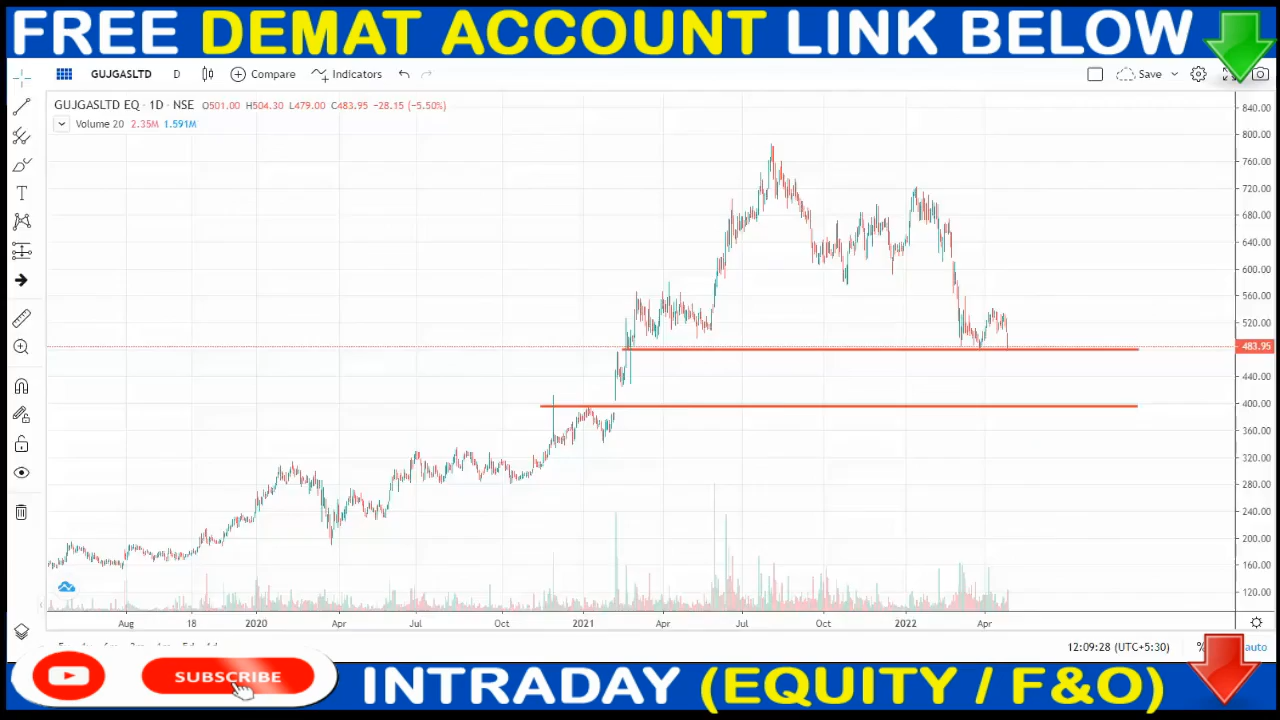 FREE DEMAT ACCOUNT LINK BELOW
GUJGASLTD D Compare Indicators Save
GUJGASLTD EQ · 1D · NSE O501.00 H504.30 L479.00 C483.95 −28.15 (−5.50%)
Volume 20 2.35M 1.591M
840.00
800.00
760.00
720.00
680.00
640.00
600.00
560.00
520.00
483.95
440.00
400.00
360.00
320.00
280.00
240.00
200.00
160.00
120.00
Aug 18 2020 Apr Jul Oct 2021 Apr Jul Oct 2022 Apr
12:09:28 (UTC+5:30) % auto
SUBSCRIBE
INTRADAY (EQUITY / F&O)